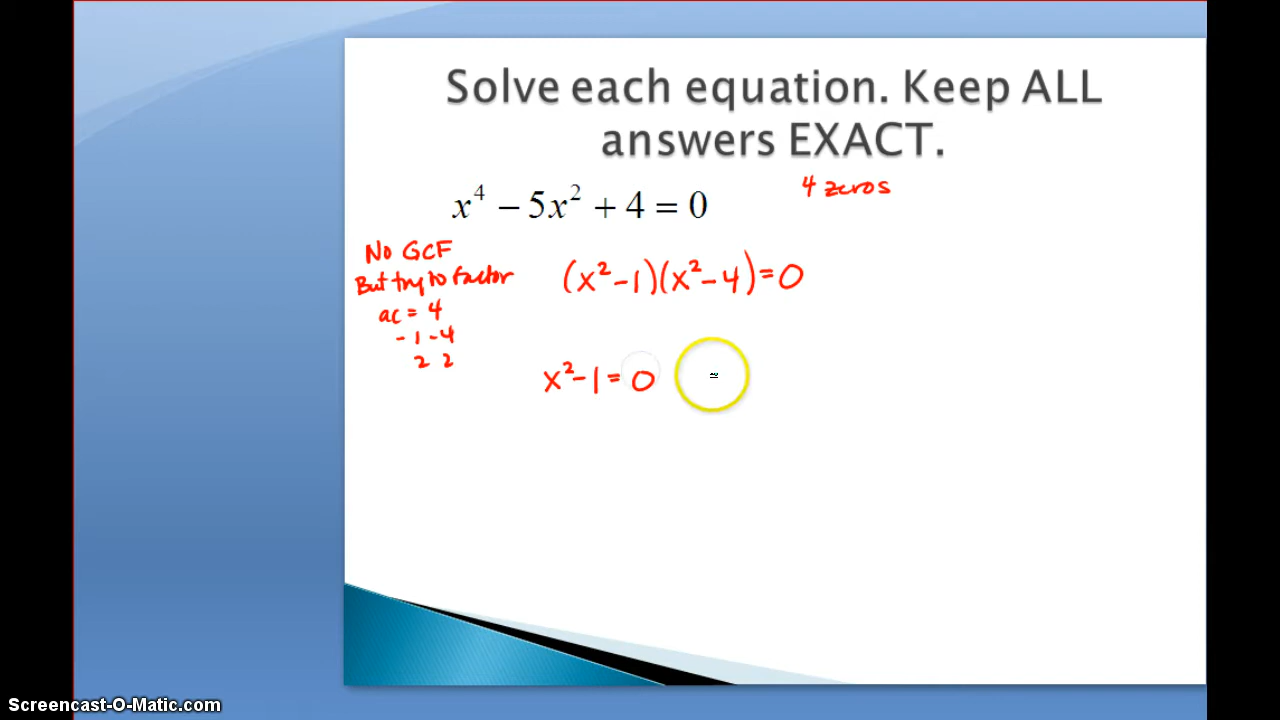 Solve each equation. Keep ALL
answers EXACT.
4 zeros
x⁴ − 5x² + 4 = 0
No GCF
But try to factor
ac = 4
-1 -4
2 2
(x²-1)(x²-4)=0
x²-1=0
Screencast-O-Matic.com